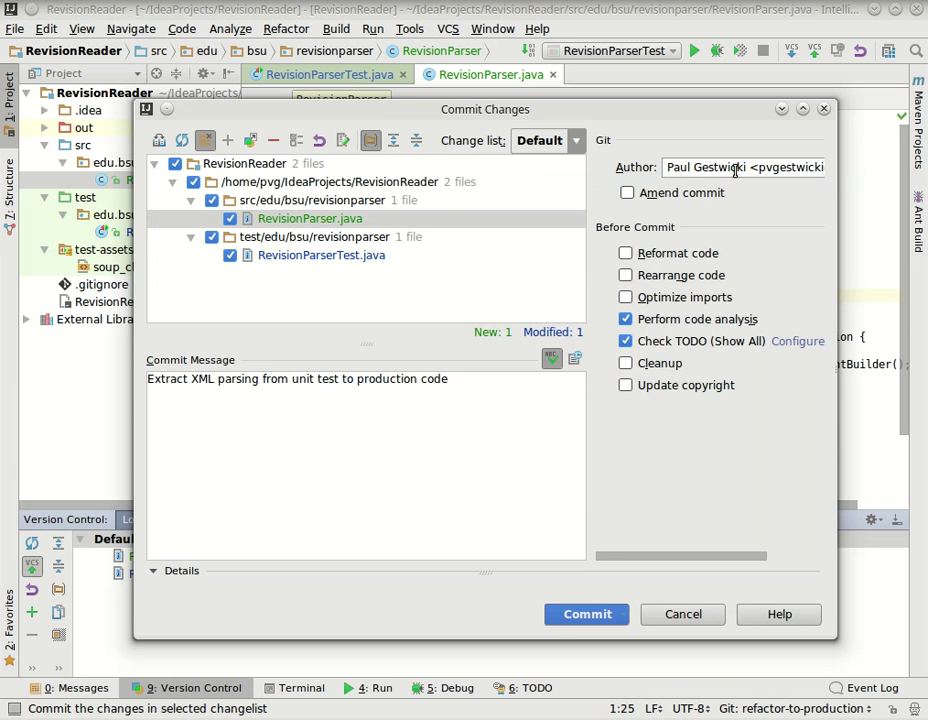 RevisionReader - [~/IdeaProjects/RevisionReader] - [RevisionReader] - ~/IdeaProjects/RevisionReader/src/edu/bsu/revisionparser/RevisionParser.java - Intelli...
File Edit View Navigate Code Analyze Refactor Build Run Tools VCS Window Help
RevisionReader src edu bsu revisionparser RevisionParser RevisionParserTest
Project RevisionParserTest.java RevisionParser.java
RevisionReader ~/IdeaProjects/
.idea
out
src
edu.bsu
R
test
edu.bsu
R
test-assets
soup_cl
.gitignore
RevisionRe
External Libra
1: Project
7: Structure
2: Favorites
Maven Projects
Ant Build
RevisionParser
Commit Changes
Change list: Default
RevisionReader 2 files
/home/pvg/IdeaProjects/RevisionReader 2 files
src/edu/bsu/revisionparser 1 file
RevisionParser.java
test/edu/bsu/revisionparser 1 file
RevisionParserTest.java
New: 1 Modified: 1
Commit Message
Extract XML parsing from unit test to production code
Details
Git
Author: Paul Gestwicki <pvgestwicki
Amend commit
Before Commit
Reformat code
Rearrange code
Optimize imports
Perform code analysis
Check TODO (Show All) Configure
Cleanup
Update copyright
Commit Cancel Help
ion {
ntBuilder();
Version Control: Lo
Defaul
0: Messages 9: Version Control Terminal 4: Run 5: Debug 6: TODO Event Log
Commit the changes in selected changelist 1:25 LF÷ UTF-8÷ Git: refactor-to-production÷